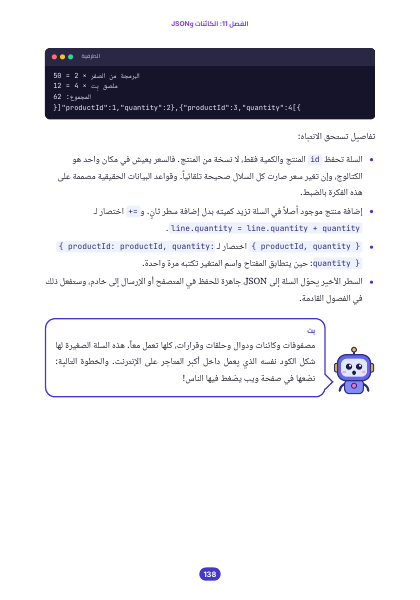 الفصل 11: الكائنات وJSON
الطرفية
البرمجة من الصفر × 2 = 50
ملصق بت × 4 = 12
المجموع: 62
[{"productId":1,"quantity":2},{"productId":3,"quantity":4}]
تفاصيل تستحق الانتباه:
• السلة تحفظ id المنتج والكمية فقط، لا نسخة من المنتج. فالسعر يعيش في مكان واحد هو
الكتالوج، وإن تغير سعر صارت كل السلال صحيحة تلقائياً. وقواعد البيانات الحقيقية مصممة على
هذه الفكرة بالضبط.
• إضافة منتج موجود أصلاً في السلة تزيد كميته بدل إضافة سطر ثانٍ. و += اختصار لـ
line.quantity = line.quantity + quantity .
• { productId, quantity } اختصار لـ { productId: productId, quantity:
quantity }: حين يتطابق المفتاح واسم المتغير تكتبه مرة واحدة.
• السطر الأخير يحوّل السلة إلى JSON، جاهزة للحفظ في المتصفح أو الإرسال إلى خادم، وستفعل ذلك
في الفصول القادمة.
بت
مصفوفات وكائنات ودوال وحلقات وقرارات، كلها تعمل معاً. هذه السلة الصغيرة لها
شكل الكود نفسه الذي يعمل داخل أكبر المتاجر على الإنترنت. والخطوة التالية:
نضعها في صفحة ويب يضغط فيها الناس!
138